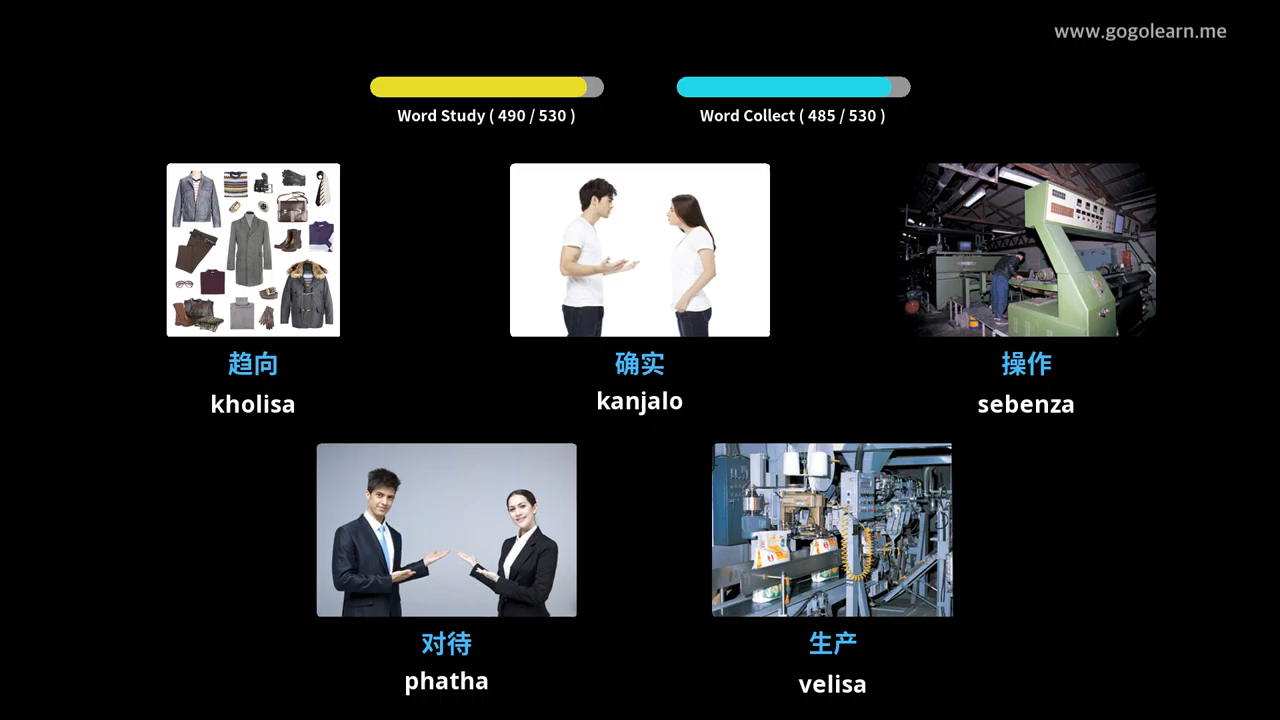 www.gogolearn.me
Word Study ( 490 / 530 )
Word Collect ( 485 / 530 )
趋向
kholisa
确实
kanjalo
操作
sebenza
对待
phatha
生产
velisa